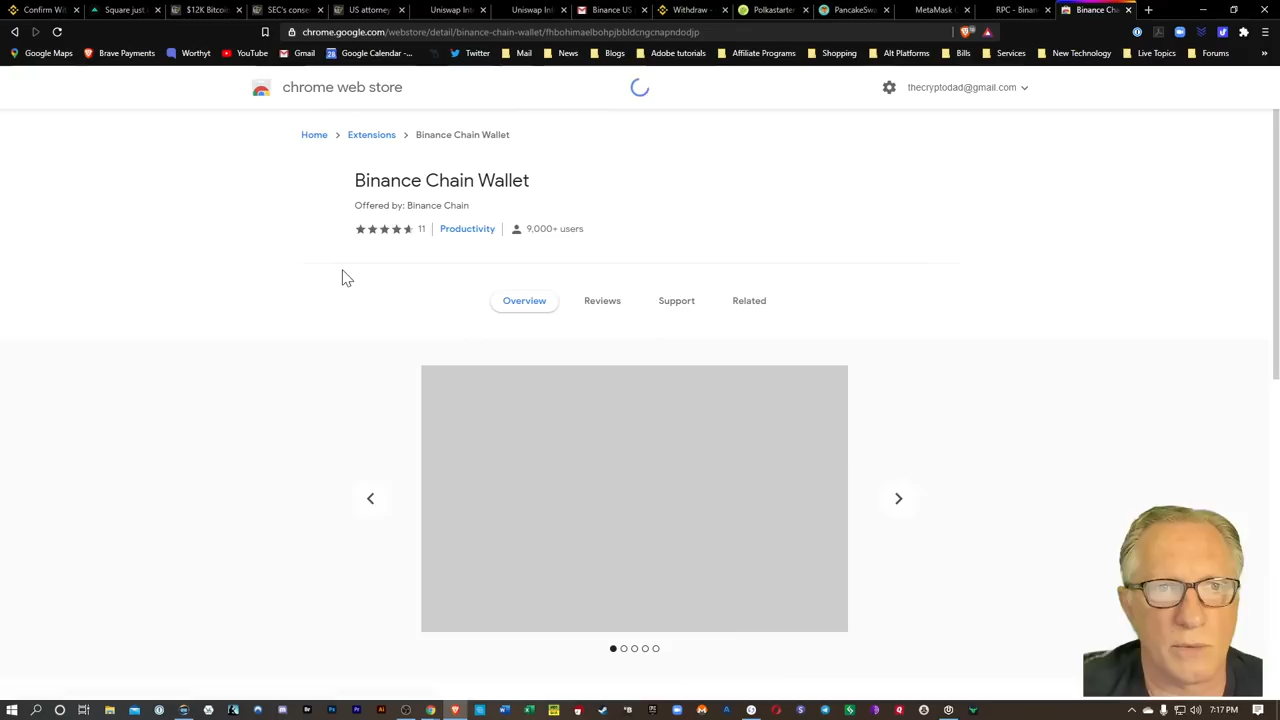 Confirm Wit
Square just a
$12K Bitcoin
SEC's conse
US attorney
Uniswap Inte
Uniswap Inf
Binance US
Withdraw -
Polkastarter
PancakeSwa
MetaMask C
RPC - Binan
Binance Cha
chrome.google.com/webstore/detail/binance-chain-wallet/fhbohimaelbohpjbbldcngcnapndodjp
Google Maps
Brave Payments
Worthyt
YouTube
Gmail
Google Calendar -...
Twitter
Mail
News
Blogs
Adobe tutorials
Affiliate Programs
Shopping
Alt Platforms
Bills
Services
New Technology
Live Topics
Forums
chrome web store
thecryptodad@gmail.com
Home > Extensions > Binance Chain Wallet
Binance Chain Wallet
Offered by: Binance Chain
11 | Productivity | 9,000+ users
Overview
Reviews
Support
Related
7:17 PM